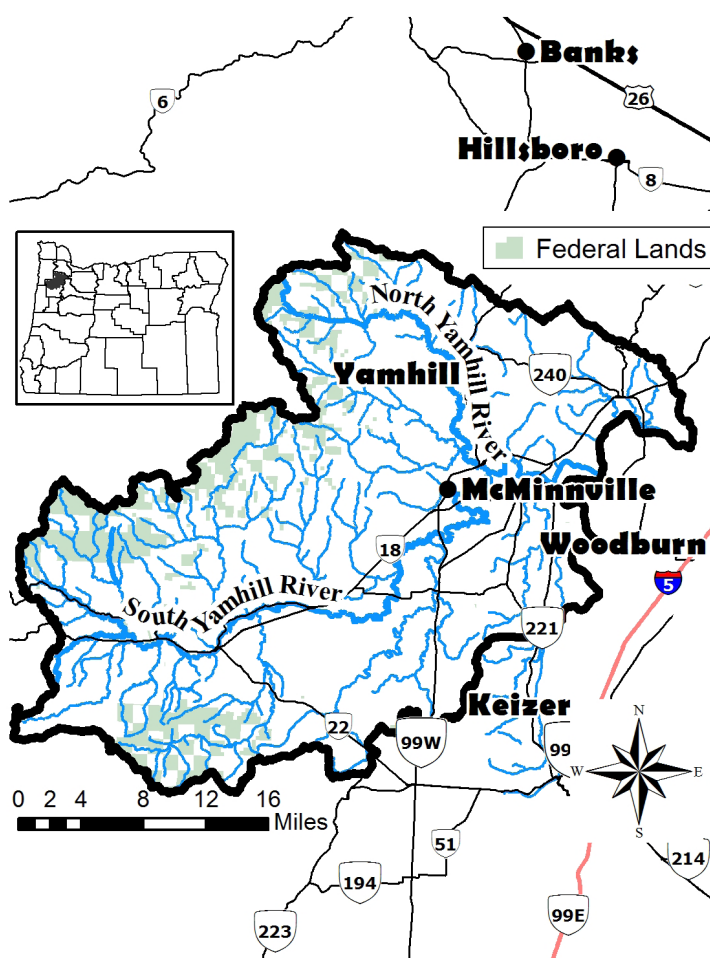 Banks
6
26
Hillsboro
8
Federal Lands
North Yamhill River
Yamhill
240
McMinnville
18
Woodburn
5
South Yamhill River
221
Keizer
22
99W
99
N
W
E
S
0 2 4 8 12 16
Miles
51
214
194
99E
223